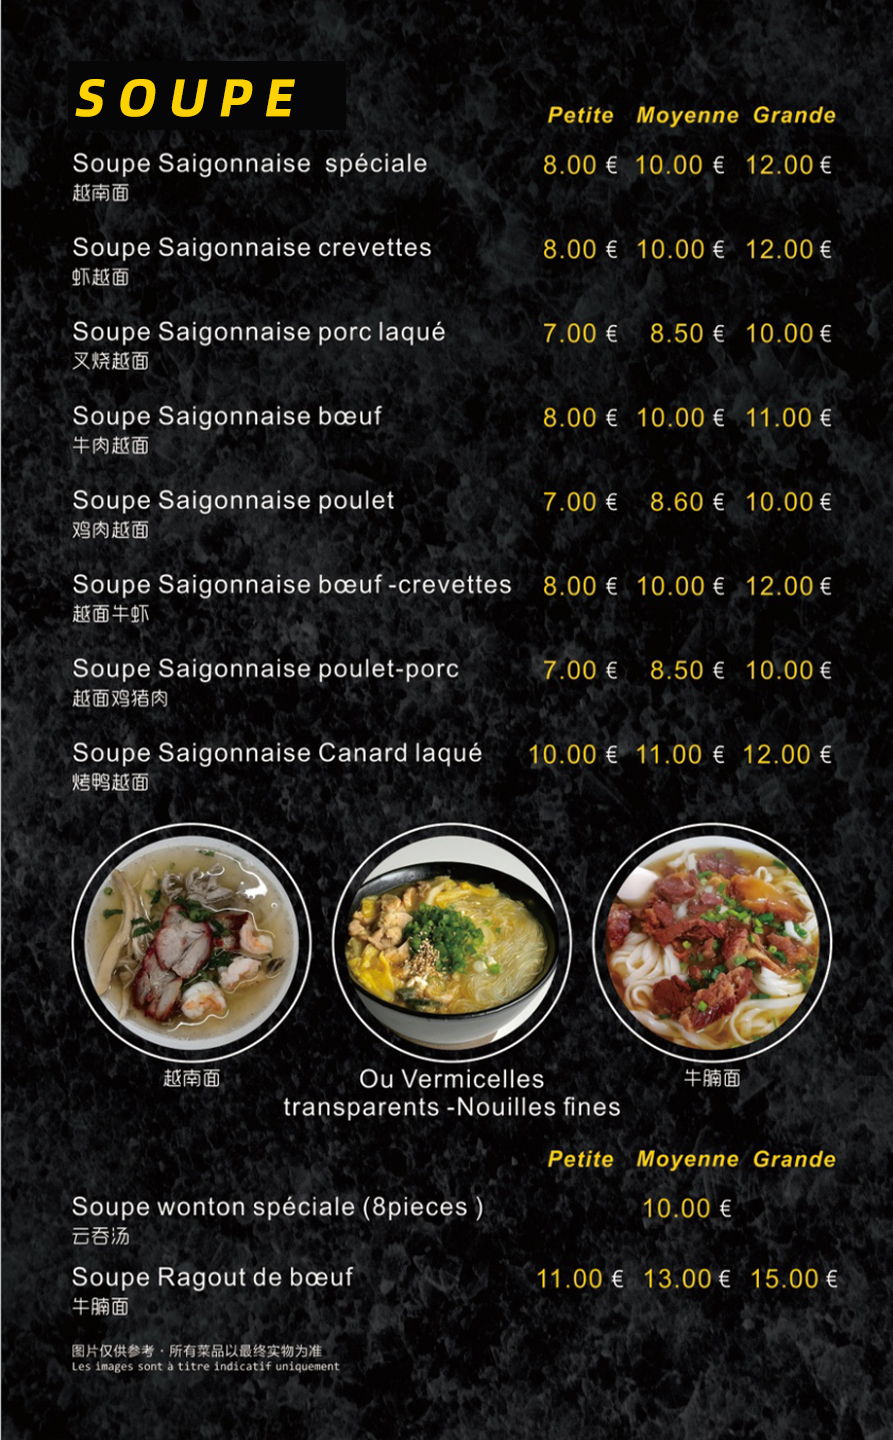 SOUPE
Petite Moyenne Grande
Soupe Saigonnaise spéciale 8.00 € 10.00 € 12.00 €
越南面
Soupe Saigonnaise crevettes 8.00 € 10.00 € 12.00 €
虾越面
Soupe Saigonnaise porc laqué 7.00 € 8.50 € 10.00 €
叉烧越面
Soupe Saigonnaise bœuf 8.00 € 10.00 € 11.00 €
牛肉越面
Soupe Saigonnaise poulet 7.00 € 8.60 € 10.00 €
鸡肉越面
Soupe Saigonnaise bœuf -crevettes 8.00 € 10.00 € 12.00 €
越面牛虾
Soupe Saigonnaise poulet-porc 7.00 € 8.50 € 10.00 €
越面鸡猪肉
Soupe Saigonnaise Canard laqué 10.00 € 11.00 € 12.00 €
烤鸭越面
越南面
Ou Vermicelles
transparents -Nouilles fines
牛腩面
Petite Moyenne Grande
Soupe wonton spéciale (8pieces ) 10.00 €
云吞汤
Soupe Ragout de bœuf 11.00 € 13.00 € 15.00 €
牛腩面
图片仅供参考 · 所有菜品以最终实物为准
Les images sont à titre indicatif uniquement